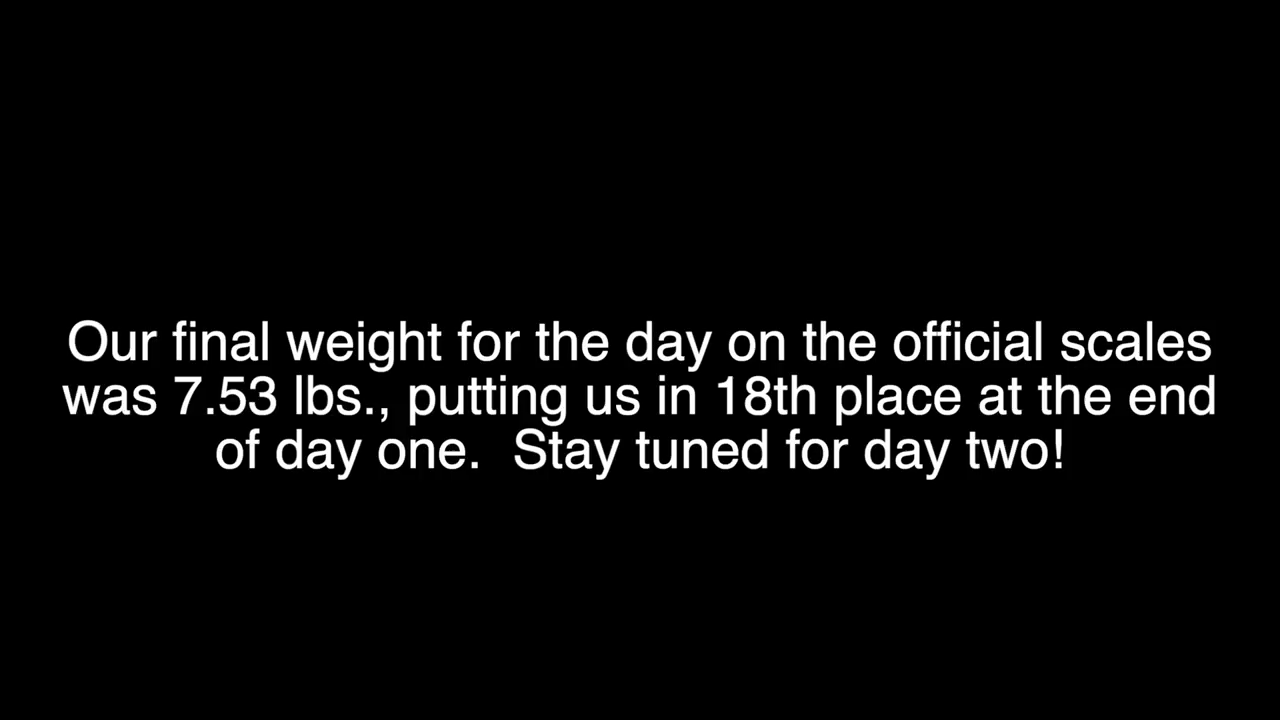 Our final weight for the day on the official scales
was 7.53 lbs., putting us in 18th place at the end
of day one.  Stay tuned for day two!